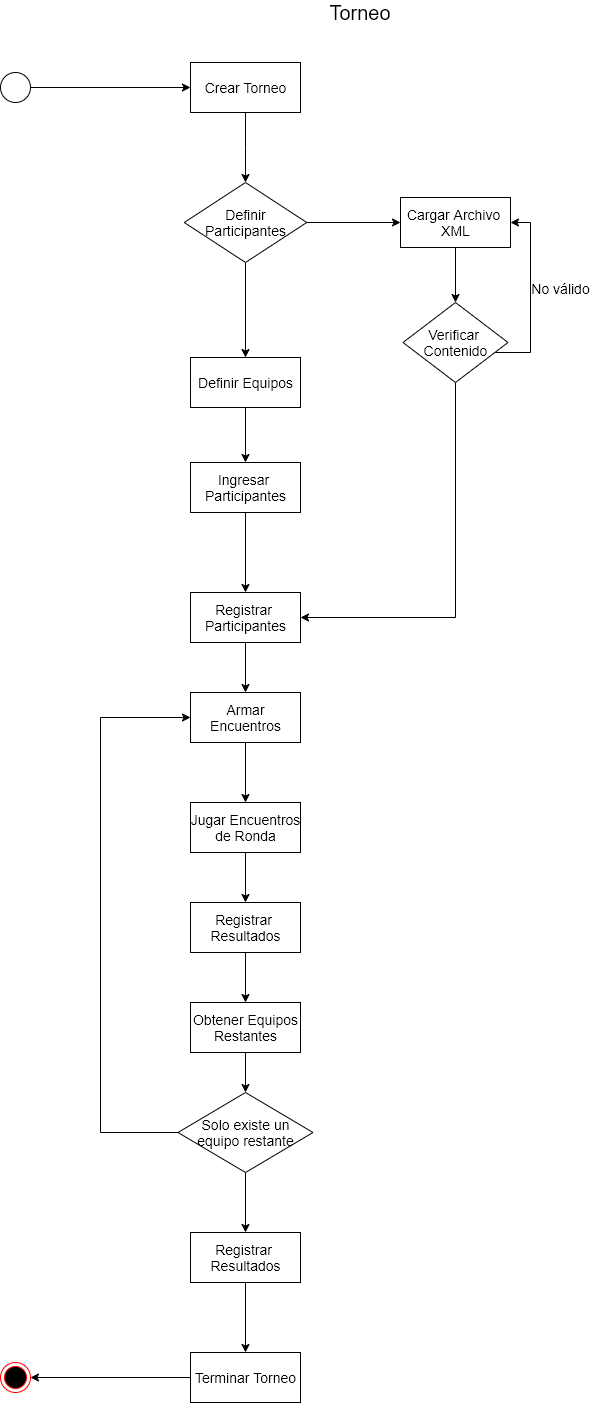 Torneo
Crear Torneo
Definir
Participantes
Cargar Archivo
XML
No válido
Verificar
Contenido
Definir Equipos
Ingresar
Participantes
Registrar
Participantes
Armar
Encuentros
Jugar Encuentros
de Ronda
Registrar
Resultados
Obtener Equipos
Restantes
Solo existe un
equipo restante
Registrar
Resultados
Terminar Torneo